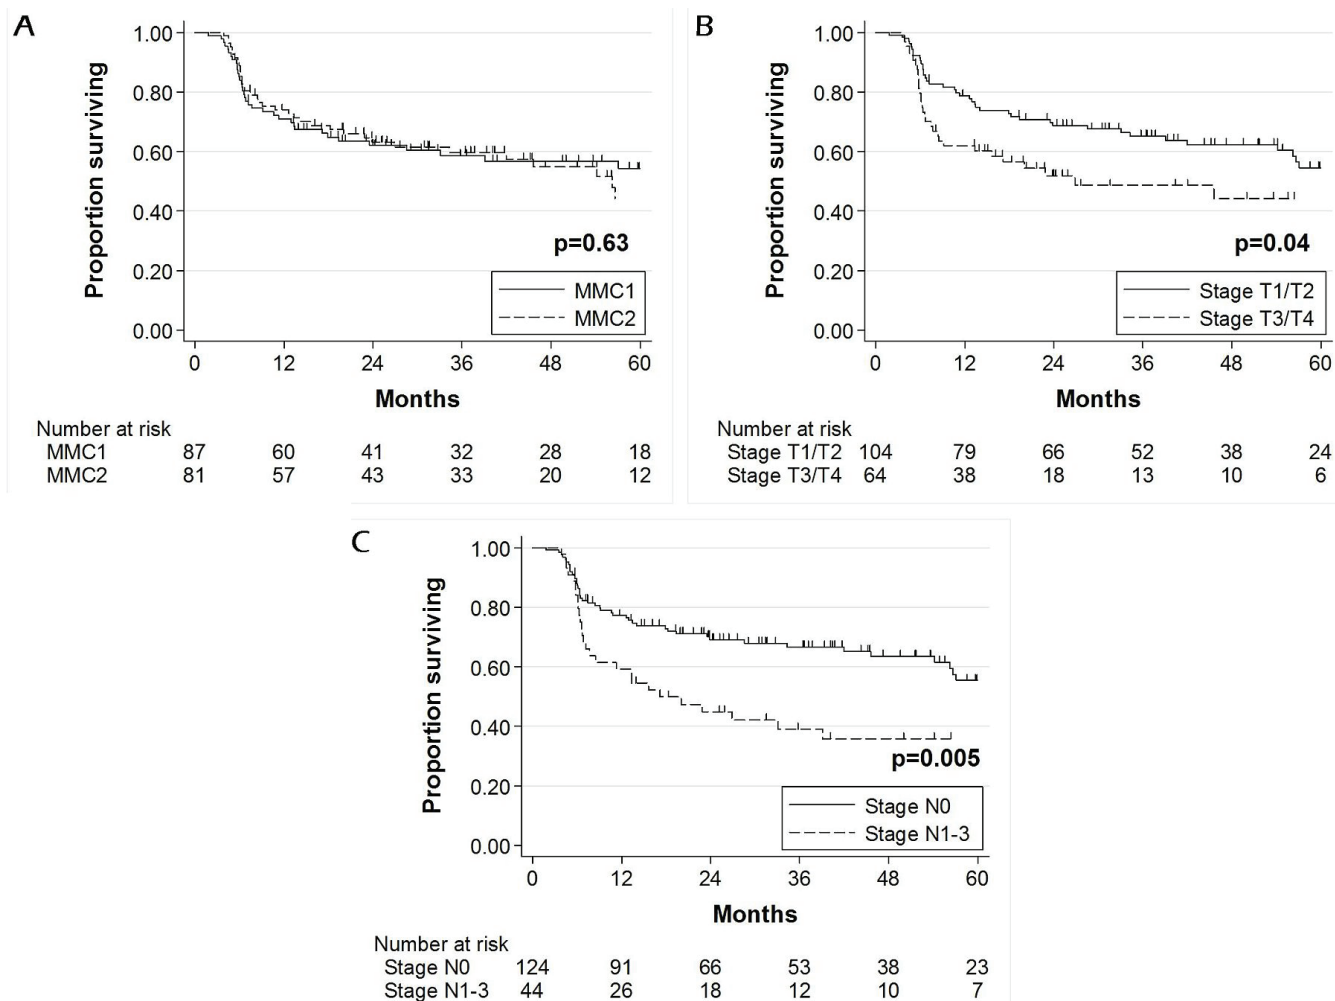 A
Proportion surviving
1.00
0.80
0.60
0.40
0.20
0.00
p=0.63
MMC1
MMC2
0 12 24 36 48 60
Months
Number at risk
MMC1 87 60 41 32 28 18
MMC2 81 57 43 33 20 12
B
Proportion surviving
1.00
0.80
0.60
0.40
0.20
0.00
p=0.04
Stage T1/T2
Stage T3/T4
0 12 24 36 48 60
Months
Number at risk
Stage T1/T2 104 79 66 52 38 24
Stage T3/T4 64 38 18 13 10 6
C
Proportion surviving
1.00
0.80
0.60
0.40
0.20
0.00
p=0.005
Stage N0
Stage N1-3
0 12 24 36 48 60
Months
Number at risk
Stage N0 124 91 66 53 38 23
Stage N1-3 44 26 18 12 10 7